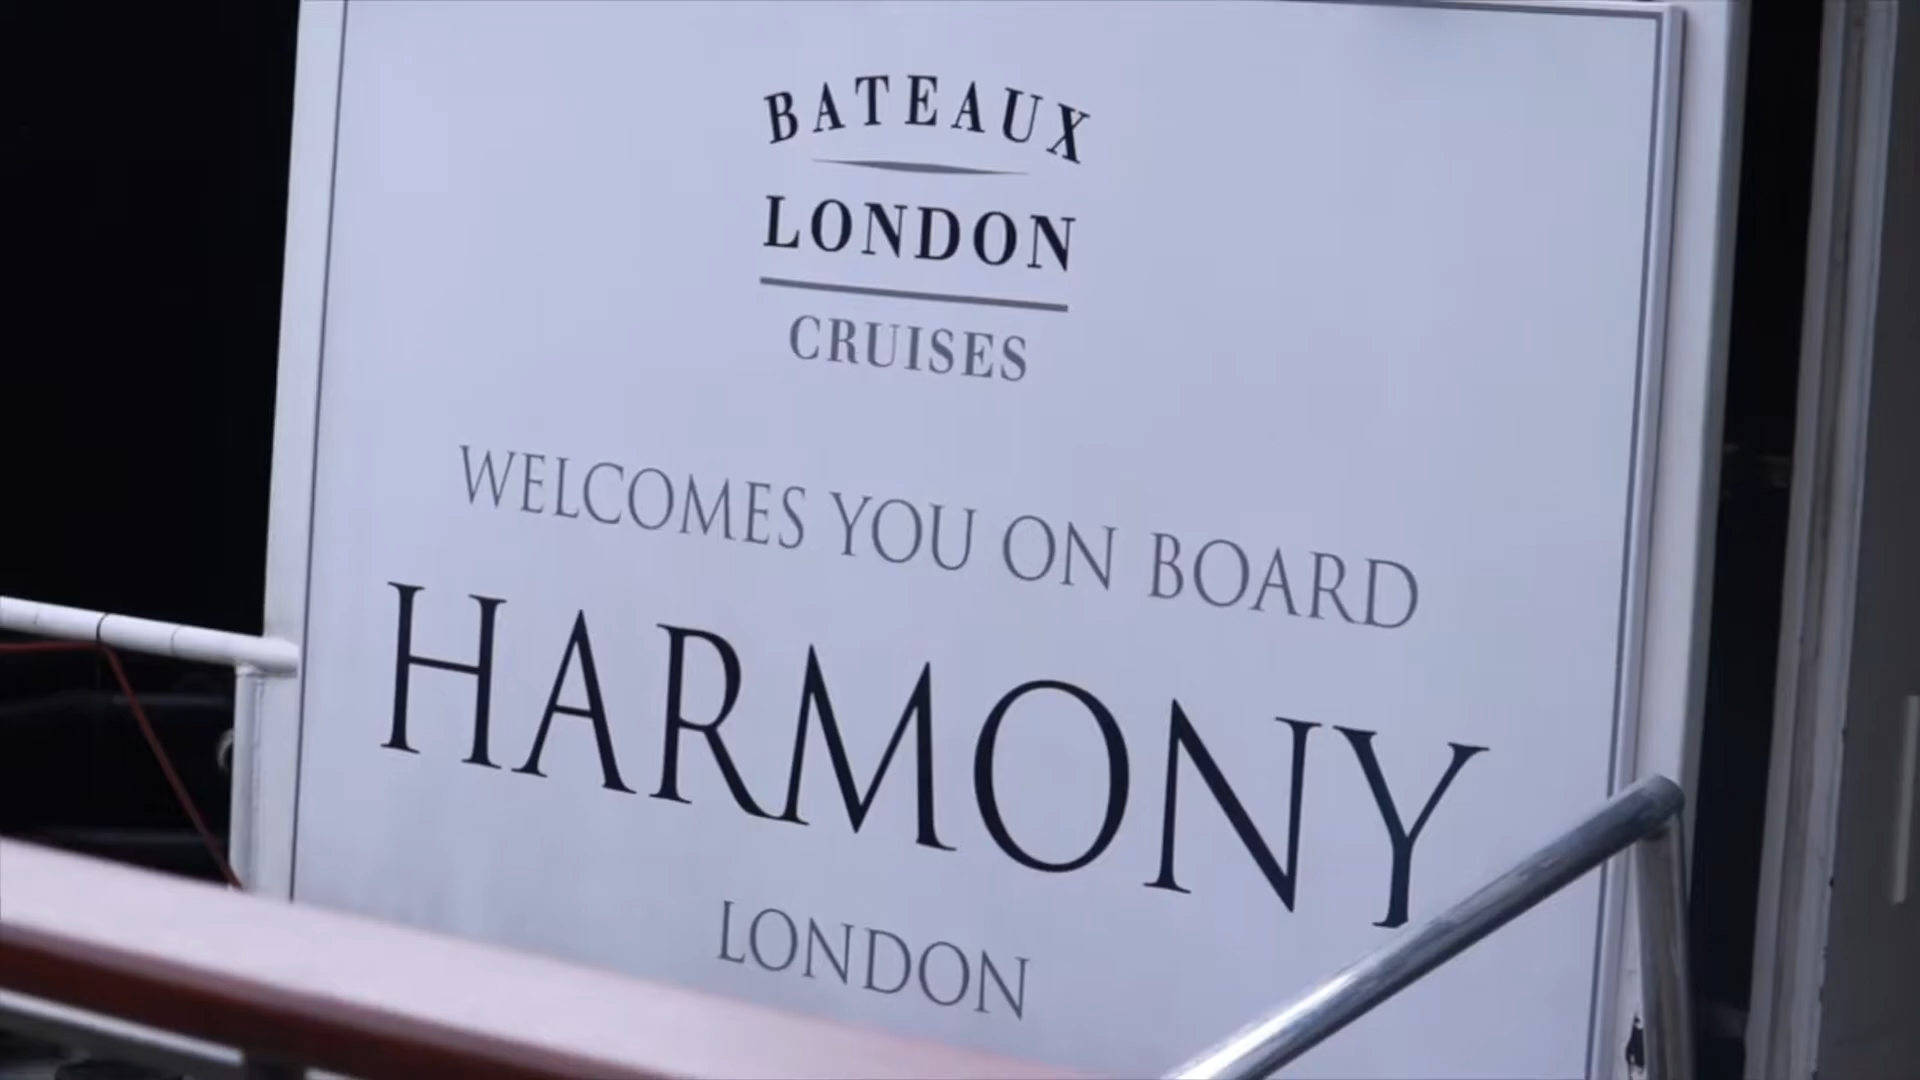 BATEAUX
LONDON
CRUISES
WELCOMES YOU ON BOARD
HARMONY
LONDON